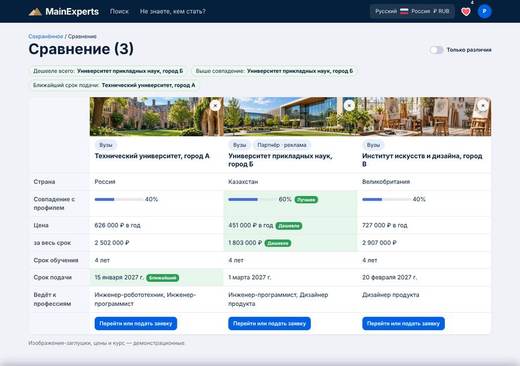 MainExperts Поиск Не знаете, кем стать? Русский Россия ₽ RUB 4 P
Сохранённое / Сравнение
Сравнение (3) Только различия
Дешевле всего: Университет прикладных наук, город Б Выше совпадение: Университет прикладных наук, город Б
Ближайший срок подачи: Технический университет, город А
× × ×
Вузы Вузы Партнёр · реклама Вузы
Технический университет, город А Университет прикладных наук, город Б Институт искусств и дизайна, город В
Страна Россия Казахстан Великобритания
Совпадение с профилем 40% 60% Лучшее 40%
Цена 626 000 ₽ в год 451 000 ₽ в год Дешевле 727 000 ₽ в год
за весь срок 2 502 000 ₽ 1 803 000 ₽ Дешевле 2 907 000 ₽
Срок обучения 4 лет 4 лет 4 лет
Срок подачи 15 января 2027 г. Ближайший 1 марта 2027 г. 20 февраля 2027 г.
Ведёт к профессиям Инженер-робототехник, Инженер-программист Инженер-программист, Дизайнер продукта Дизайнер продукта
Перейти или подать заявку Перейти или подать заявку Перейти или подать заявку
Изображения-заглушки, цены и курс — демонстрационные.